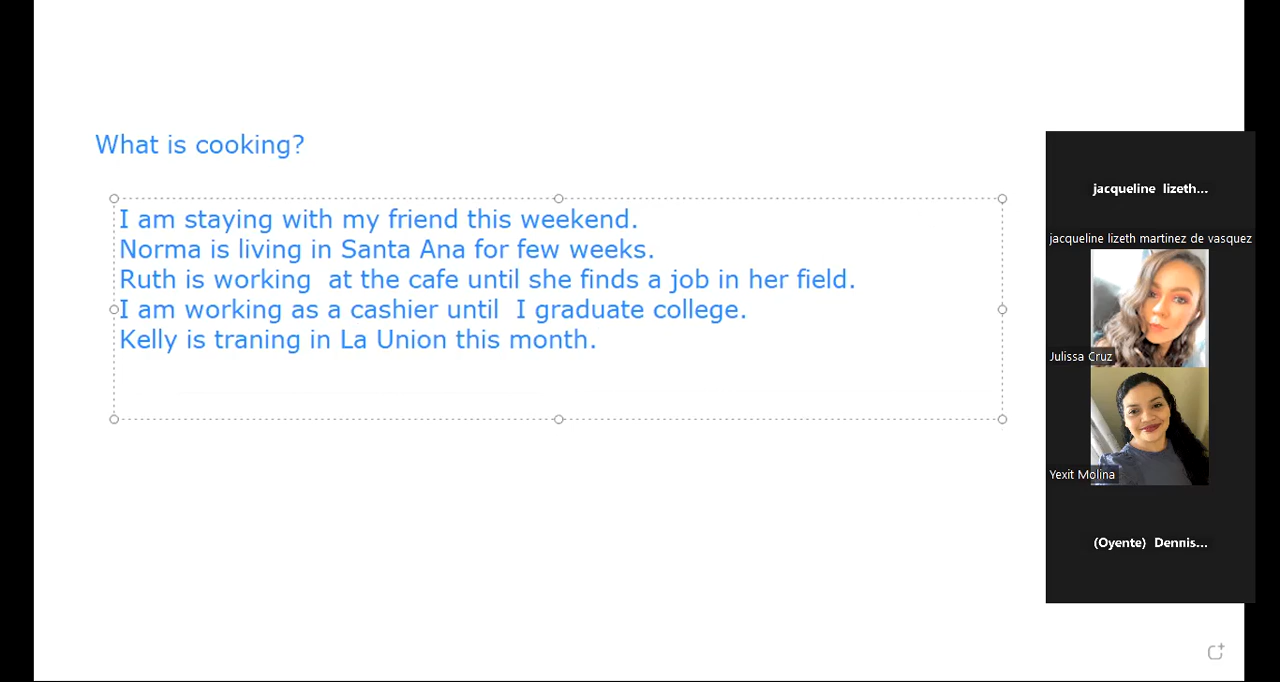 What is cooking?
I am staying with my friend this weekend.
Norma is living in Santa Ana for few weeks.
Ruth is working  at the cafe until she finds a job in her field.
I am working as a cashier until  I graduate college.
Kelly is traning in La Union this month.
jacqueline  lizeth...
jacqueline lizeth martinez de vasquez
Julissa Cruz
Yexit Molina
(Oyente)  Dennis...